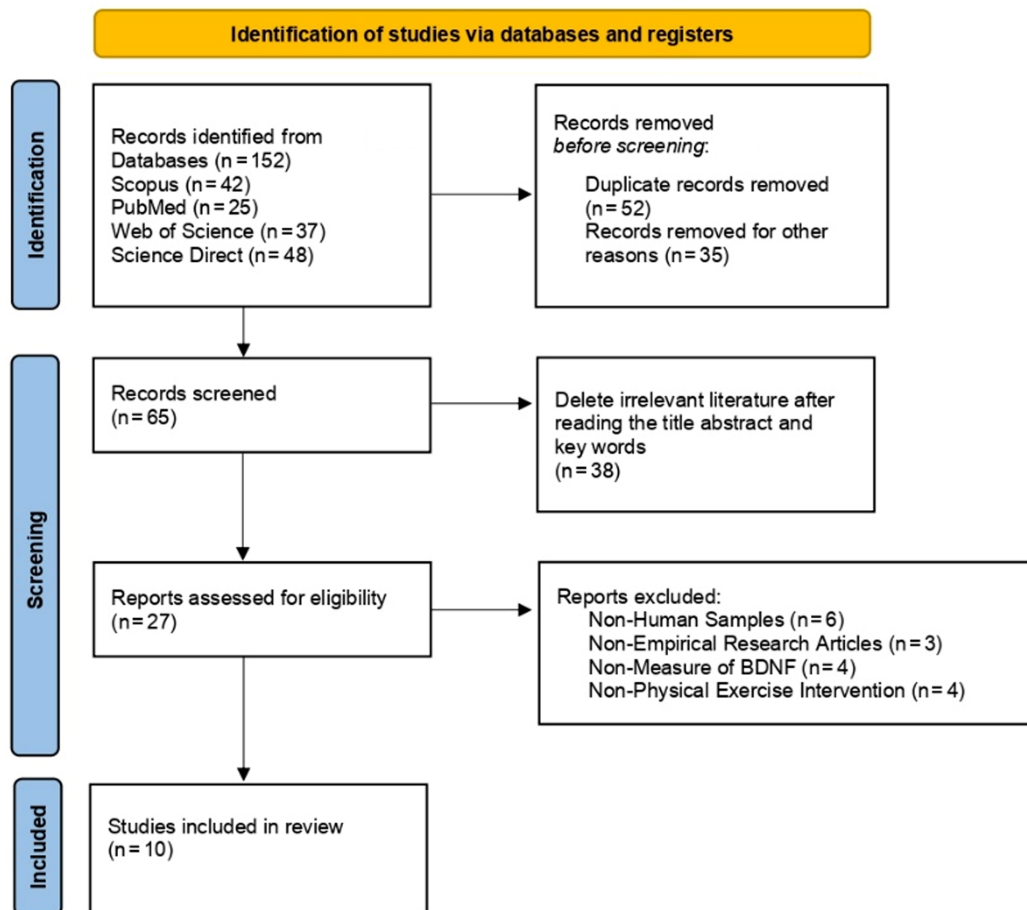 Identification of studies via databases and registers
Identification
Records identified from
Databases (n = 152)
Scopus (n = 42)
PubMed (n = 25)
Web of Science (n = 37)
Science Direct (n = 48)
Records removed
before screening:
Duplicate records removed
(n = 52)
Records removed for other
reasons (n = 35)
Screening
Records screened
(n = 65)
Delete irrelevant literature after
reading the title abstract and
key words
(n = 38)
Reports assessed for eligibility
(n = 27)
Reports excluded:
Non-Human Samples (n = 6)
Non-Empirical Research Articles (n = 3)
Non-Measure of BDNF (n = 4)
Non-Physical Exercise Intervention (n = 4)
Included
Studies included in review
(n = 10)